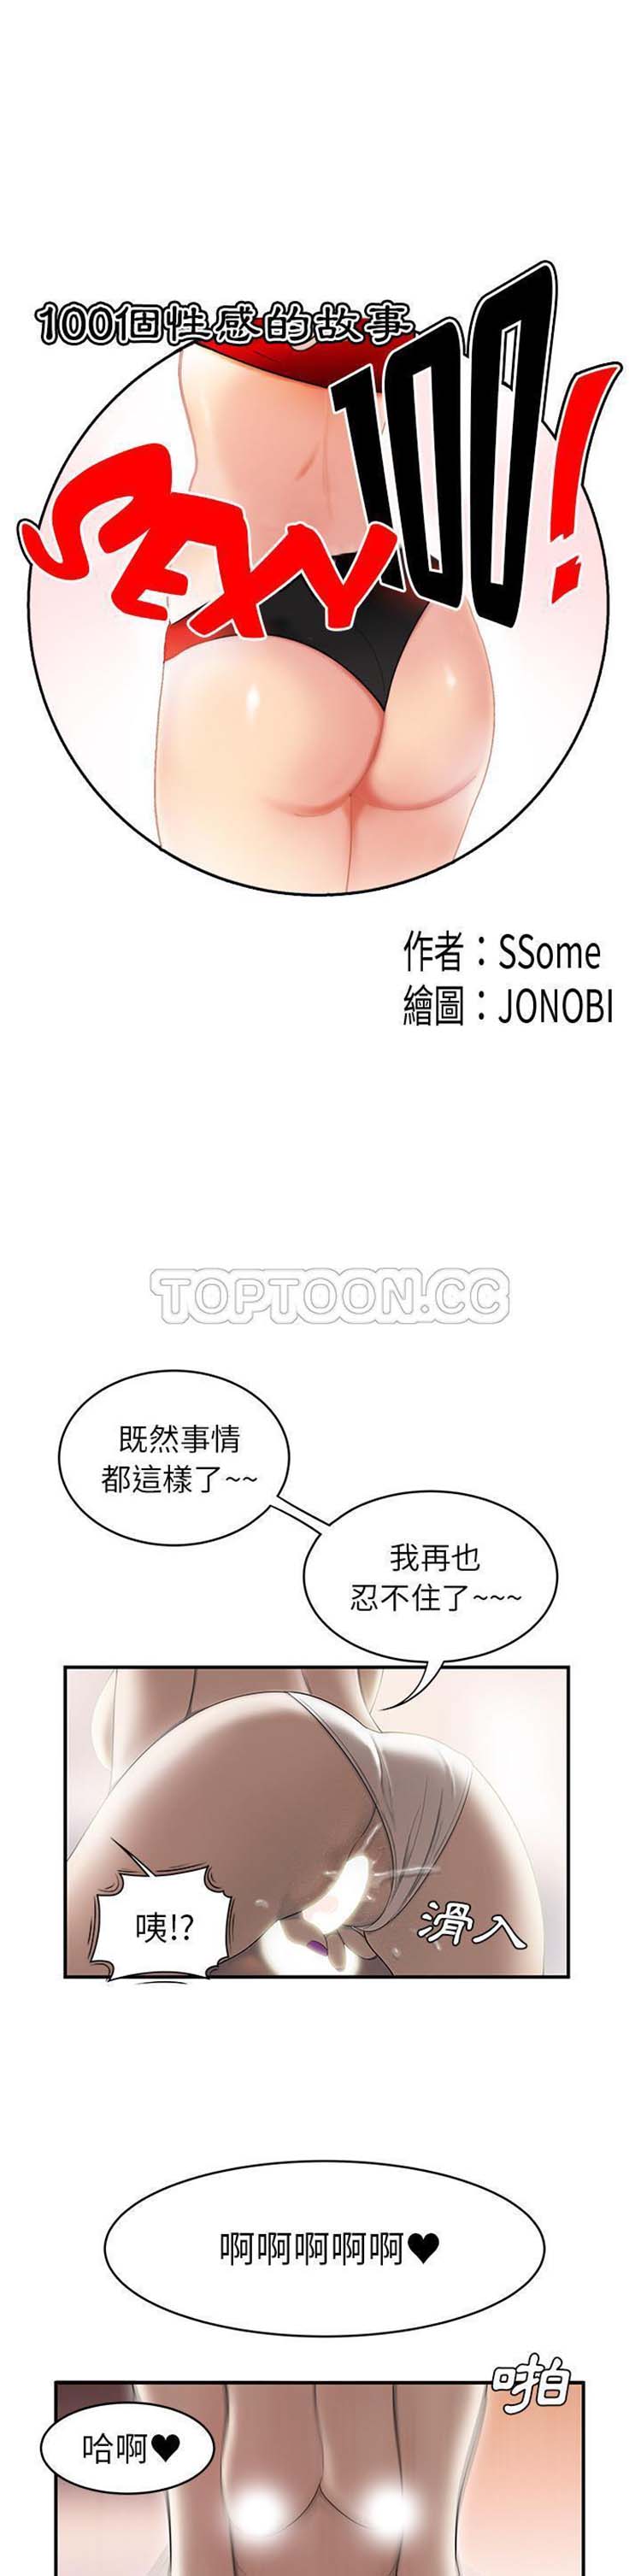 100個性感的故事
SEXY 100!
作者：SSome
繪圖：JONOBI
TOPTOON.CC
既然事情
都這樣了~~
我再也
忍不住了~~~
咦!?
滑入
啊啊啊啊啊♥
啪
哈啊♥